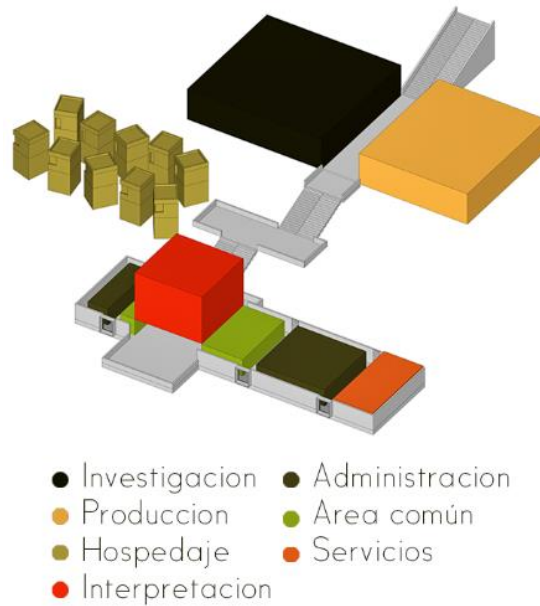 Investigacion
Produccion
Hospedaje
Interpretacion
Administracion
Area común
Servicios